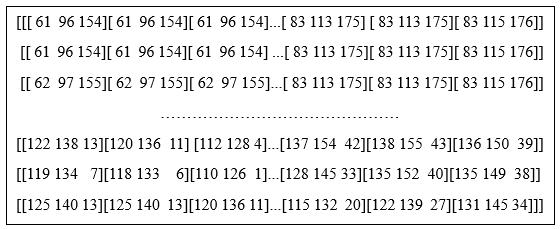 [[[ 61 96 154][ 61 96 154][ 61 96 154]...[ 83 113 175] [ 83 113 175][ 83 115 176]]
[[ 61 96 154][ 61 96 154][ 61 96 154] ...[ 83 113 175][ 83 113 175][ 83 115 176]]
[[ 62 97 155][ 62 97 155][ 62 97 155]...[ 83 113 175][ 83 113 175][ 83 115 176]]
..........................................
[[122 138 13][120 136 11] [112 128 4]...[137 154 42][138 155 43][136 150 39]]
[[119 134 7][118 133 6][110 126 1]...[128 145 33][135 152 40][135 149 38]]
[[125 140 13][125 140 13][120 136 11]...[115 132 20][122 139 27][131 145 34]]]